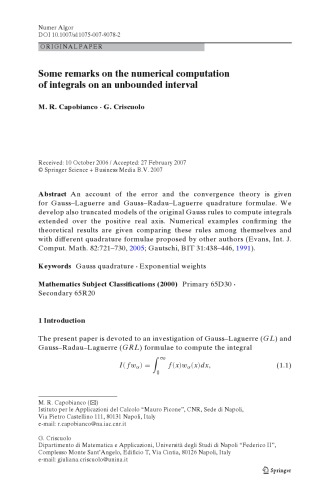 Numer Algor
DOI 10.1007/s11075-007-9078-2
ORIGINAL PAPER
Some remarks on the numerical computation
of integrals on an unbounded interval
M. R. Capobianco · G. Criscuolo
Received: 10 October 2006 / Accepted: 27 February 2007
© Springer Science + Business Media B.V. 2007
Abstract An account of the error and the convergence theory is given
for Gauss–Laguerre and Gauss–Radau–Laguerre quadrature formulae. We
develop also truncated models of the original Gauss rules to compute integrals
extended over the positive real axis. Numerical examples confirming the
theoretical results are given comparing these rules among themselves and
with different quadrature formulae proposed by other authors (Evans, Int. J.
Comput. Math. 82:721–730, 2005; Gautschi, BIT 31:438–446, 1991).
Keywords Gauss quadrature · Exponential weights
Mathematics Subject Classifications (2000) Primary 65D30 ·
Secondary 65R20
1 Introduction
The present paper is devoted to an investigation of Gauss–Laguerre (GL) and
Gauss–Radau–Laguerre (GRL) formulae to compute the integral
I(fwα) = ∫₀^∞ f(x)wα(x)dx, (1.1)
M. R. Capobianco (✉)
Istituto per le Applicazioni del Calcolo “Mauro Picone”, CNR, Sede di Napoli,
Via Pietro Castellino 111, 80131 Napoli, Italy
e-mail: r.capobianco@na.iac.cnr.it
G. Criscuolo
Dipartimento di Matematica e Applicazioni, Università degli Studi di Napoli “Federico II”,
Complesso Monte Sant’Angelo, Edificio T, Via Cintia, 80126 Napoli, Italy
e-mail: giuliana.criscuolo@unina.it
Springer